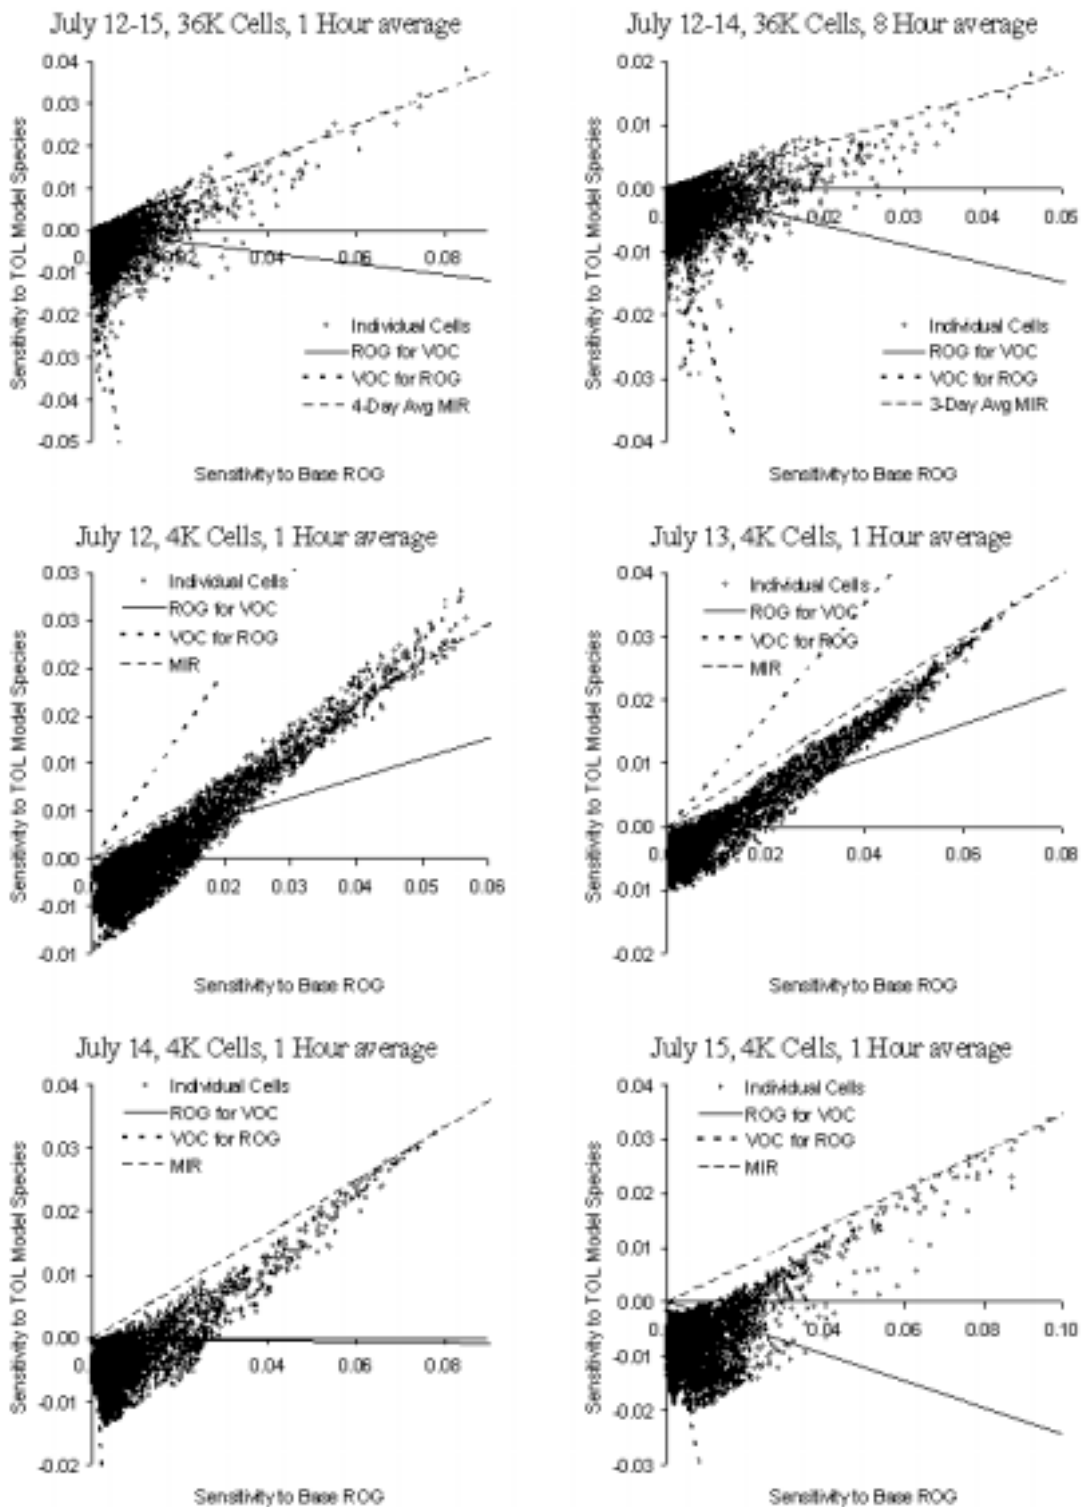 July 12-15, 36K Cells, 1 Hour average
0.04
0.03
0.02
0.01
0.00
-0.01
-0.02
-0.03
-0.04
-0.05
0.04
0.06
0.08
Sensitivity to TOL Model Species
Individual Cells
ROG for VOC
VOC for ROG
4-Day Avg MIR
Sensitivity to Base ROG
July 12-14, 36K Cells, 8 Hour average
0.02
0.01
0.00
-0.01
-0.02
-0.03
-0.04
0.02
0.03
0.04
0.05
Sensitivity to TOL Model Species
Individual Cells
ROG for VOC
VOC for ROG
3-Day Avg MIR
Sensitivity to Base ROG
July 12, 4K Cells, 1 Hour average
0.03
0.03
0.02
0.02
0.01
0.01
0.00
-0.01
-0.01
0.02
0.03
0.04
0.05
0.06
Sensitivity to TOL Model Species
Individual Cells
ROG for VOC
VOC for ROG
MIR
Sensitivity to Base ROG
July 13, 4K Cells, 1 Hour average
0.04
0.03
0.02
0.01
0.00
-0.01
-0.02
0.02
0.04
0.06
0.08
Sensitivity to TOL Model Species
Individual Cells
ROG for VOC
VOC for ROG
MIR
Sensitivity to Base ROG
July 14, 4K Cells, 1 Hour average
0.04
0.03
0.02
0.01
0.00
-0.01
-0.02
0.04
0.06
0.08
Sensitivity to TOL Model Species
Individual Cells
ROG for VOC
VOC for ROG
MIR
Sensitivity to Base ROG
July 15, 4K Cells, 1 Hour average
0.04
0.03
0.02
0.01
0.00
-0.01
-0.02
-0.03
0.04
0.06
0.08
0.10
Sensitivity to TOL Model Species
Individual Cells
ROG for VOC
VOC for ROG
MIR
Sensitivity to Base ROG